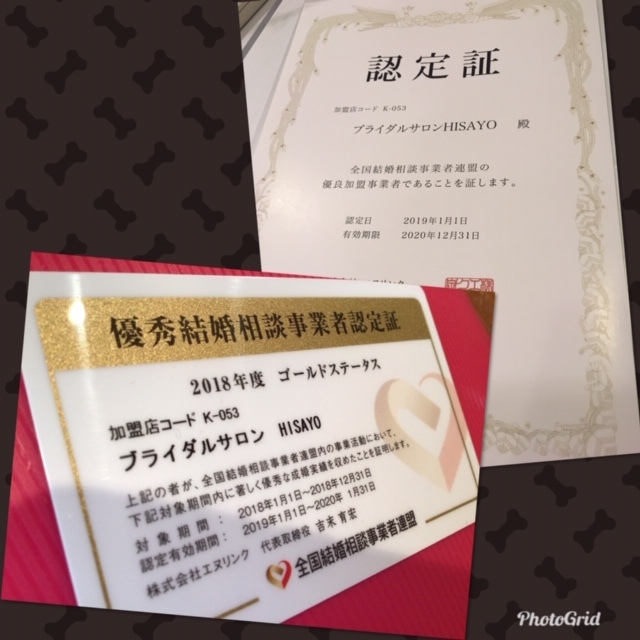 認定証
加盟店コード K-053
ブライダルサロンHISAYO 殿
全国結婚相談事業者連盟の
優良加盟事業者であることを証します。
認定日 2019年1月1日
有効期限 2020年12月31日
優秀結婚相談事業者認定証
2018年度 ゴールドステータス
加盟店コード K-053
ブライダルサロン HISAYO
上記の者が、全国結婚相談事業者連盟内の事業活動において、
下記対象期間内に著しく優秀な成婚実績を収めたことを証明します。
対象期間： 2018年1月1日〜2018年12月31日
認定有効期間： 2019年1月1日〜2020年 1月31日
株式会社エヌリンク 代表取締役 吉米 育宏
全国結婚相談事業者連盟
PhotoGrid